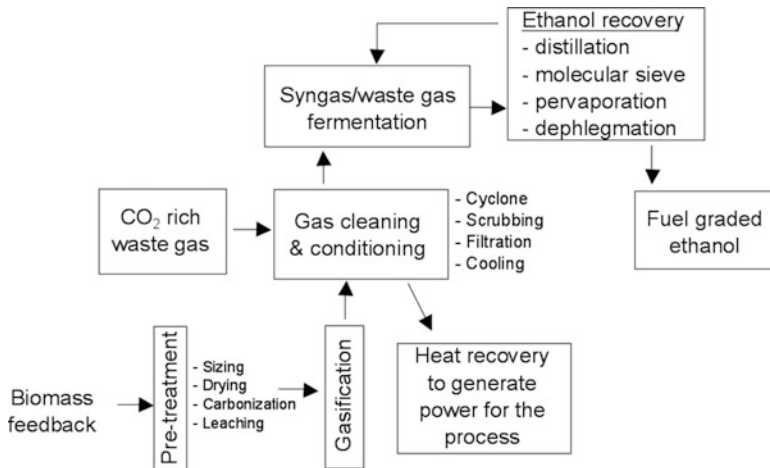 Ethanol recovery
- distillation
- molecular sieve
- pervaporation
- dephlegmation
Syngas/waste gas
fermentation
CO₂ rich
waste gas
Gas cleaning
& conditioning
- Cyclone
- Scrubbing
- Filtration
- Cooling
Fuel graded
ethanol
Biomass
feedback
Pre-treatment
- Sizing
- Drying
- Carbonization
- Leaching
Gasification
Heat recovery
to generate
power for the
process